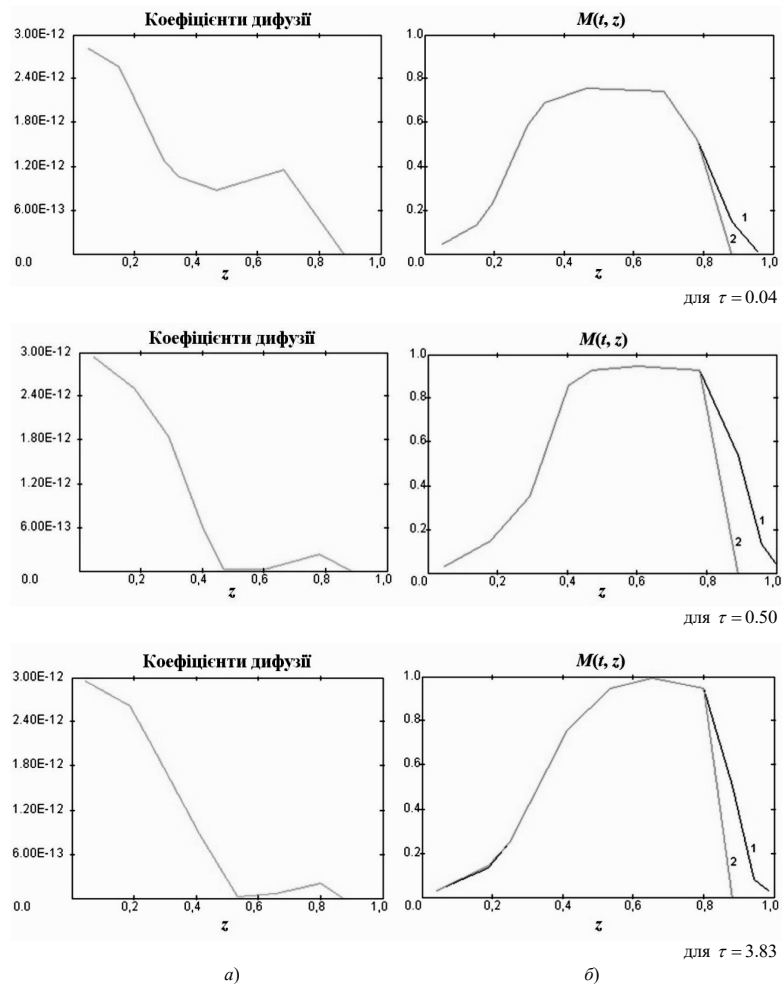 Коефіцієнти дифузії
3.00E-12
2.40E-12
1.80E-12
1.20E-12
6.00E-13
0.0
0,2 0,4 0,6 0,8 1,0
z
M(t, z)
1.0
0.8
0.6
0.4
0.2
0.0
0,2 0,4 0,6 0,8 1,0
1
2
z
для τ = 0.04
Коефіцієнти дифузії
3.00E-12
2.40E-12
1.80E-12
1.20E-12
6.00E-13
0.0
0,2 0,4 0,6 0,8 1,0
z
M(t, z)
1.0
0.8
0.6
0.4
0.2
0.0
0,2 0,4 0,6 0,8 1,0
1
2
z
для τ = 0.50
Коефіцієнти дифузії
3.00E-12
2.40E-12
1.80E-12
1.20E-12
6.00E-13
0.0
0,2 0,4 0,6 0,8 1,0
z
M(t, z)
1.0
0.8
0.6
0.4
0.2
0.0
0,2 0,4 0,6 0,8 1,0
1
2
z
для τ = 3.83
а) б)